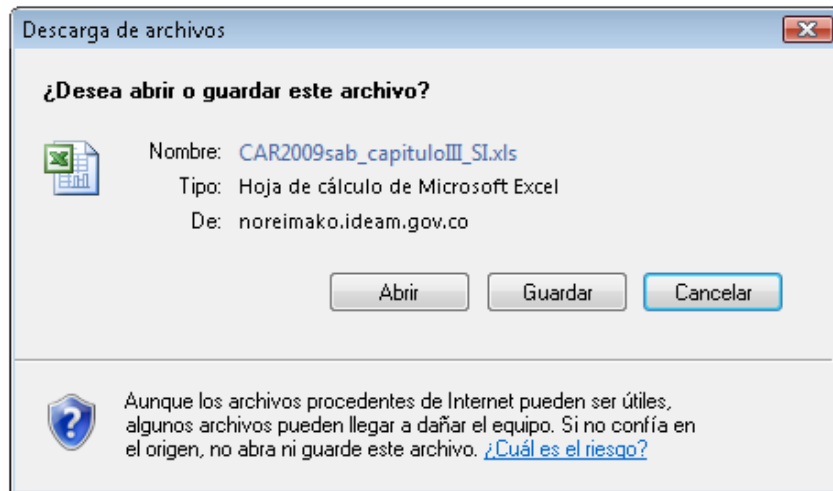 Descarga de archivos
¿Desea abrir o guardar este archivo?
Nombre: CAR2009sab_capituloIII_SI.xls
Tipo: Hoja de cálculo de Microsoft Excel
De: noreimako.ideam.gov.co
Abrir Guardar Cancelar
Aunque los archivos procedentes de Internet pueden ser útiles,
algunos archivos pueden llegar a dañar el equipo. Si no confía en
el origen, no abra ni guarde este archivo. ¿Cuál es el riesgo?